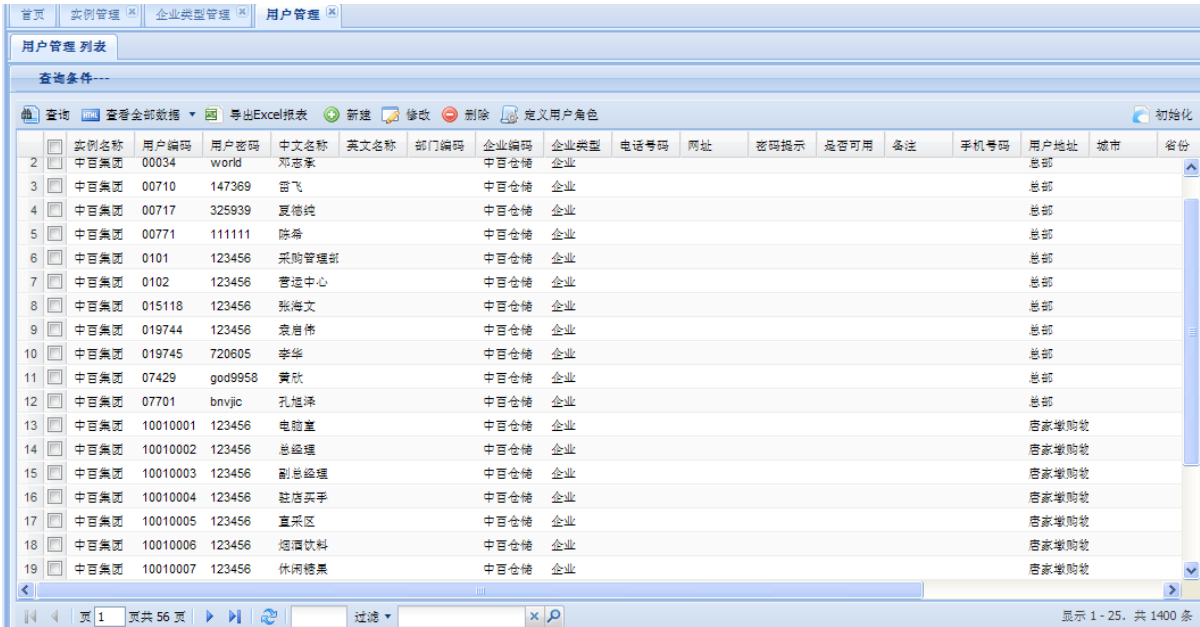 首页 实例管理 企业类型管理 用户管理
用户管理 列表
查询条件---
查询 HTML 查看全部数据 导出Excel报表 新建 修改 删除 定义用户角色 初始化
实例名称 用户编码 用户密码 中文名称 英文名称 部门编码 企业编码 企业类型 电话号码 网址 密码提示 是否可用 备注 手机号码 用户地址 城市 省份
2 中百集团 00034 world 邓志承 中百仓储 企业 总部
3 中百集团 00710 147369 雷飞 中百仓储 企业 总部
4 中百集团 00717 325939 夏德纯 中百仓储 企业 总部
5 中百集团 00771 111111 陈希 中百仓储 企业 总部
6 中百集团 0101 123456 采购管理部 中百仓储 企业 总部
7 中百集团 0102 123456 营运中心 中百仓储 企业 总部
8 中百集团 015118 123456 张海文 中百仓储 企业 总部
9 中百集团 019744 123456 袁启伟 中百仓储 企业 总部
10 中百集团 019745 720605 李华 中百仓储 企业 总部
11 中百集团 07429 god9958 黄欣 中百仓储 企业 总部
12 中百集团 07701 bnvjic 孔旭泽 中百仓储 企业 总部
13 中百集团 10010001 123456 电脑室 中百仓储 企业 唐家墩购物
14 中百集团 10010002 123456 总经理 中百仓储 企业 唐家墩购物
15 中百集团 10010003 123456 副总经理 中百仓储 企业 唐家墩购物
16 中百集团 10010004 123456 驻店买手 中百仓储 企业 唐家墩购物
17 中百集团 10010005 123456 直采区 中百仓储 企业 唐家墩购物
18 中百集团 10010006 123456 烟酒饮料 中百仓储 企业 唐家墩购物
19 中百集团 10010007 123456 休闲糖果 中百仓储 企业 唐家墩购物
页 1 页共 56 页 过滤 显示 1 - 25. 共 1400 条